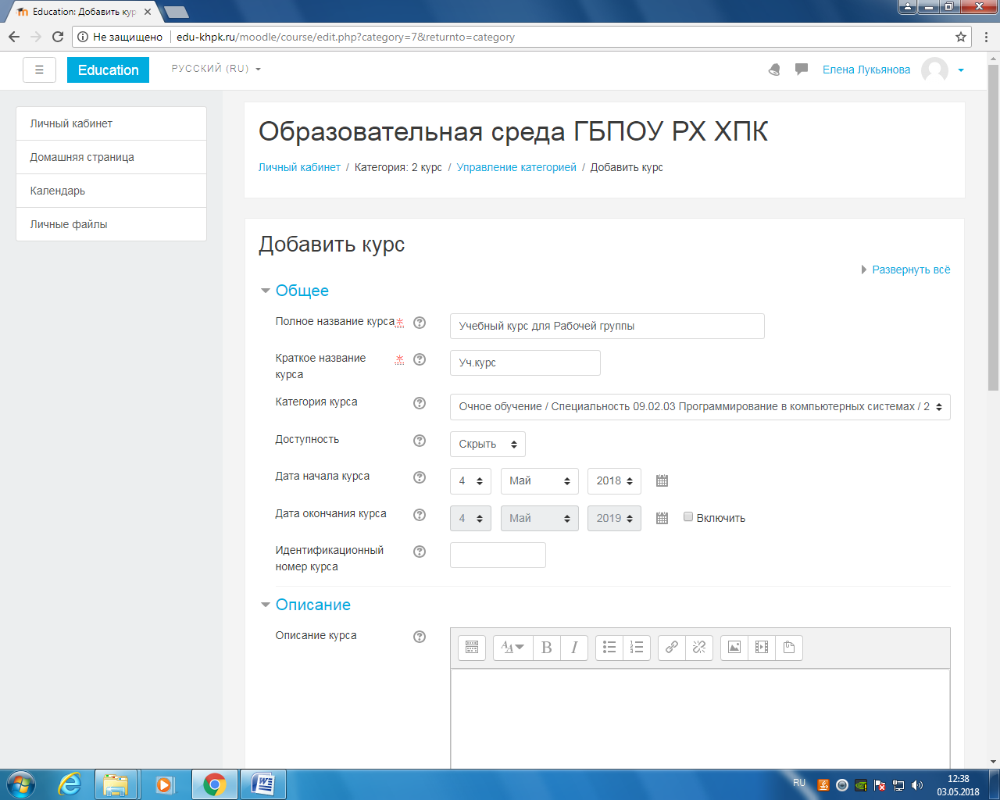 Education: Добавить кур
Не защищено edu-khpk.ru/moodle/course/edit.php?category=7&returnto=category
Education
РУССКИЙ (RU)
Елена Лукьянова
Личный кабинет
Домашняя страница
Календарь
Личные файлы
Образовательная среда ГБПОУ РХ ХПК
Личный кабинет / Категория: 2 курс / Управление категорией / Добавить курс
Добавить курс
Развернуть всё
Общее
Полное название курса
Учебный курс для Рабочей группы
Краткое название
курса
Уч.курс
Категория курса
Очное обучение / Специальность 09.02.03 Программирование в компьютерных системах / 2
Доступность
Скрыть
Дата начала курса
4 Май 2018
Дата окончания курса
4 Май 2019 Включить
Идентификационный
номер курса
Описание
Описание курса
RU
12:38
03.05.2018